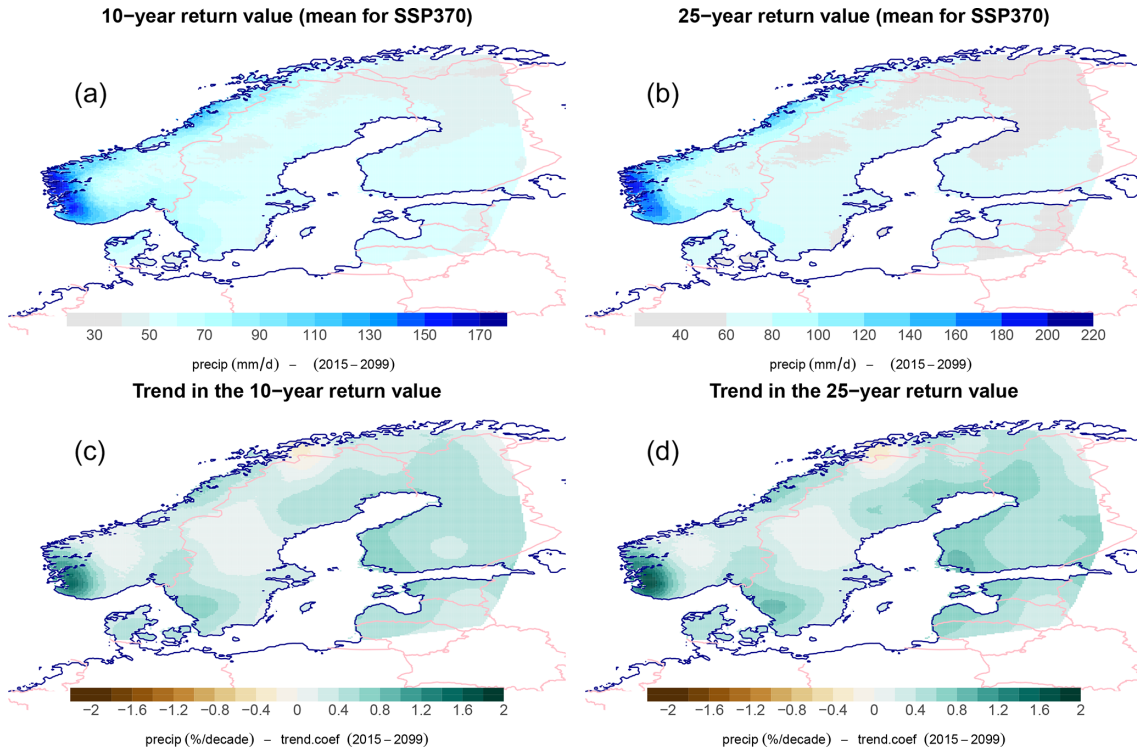 10−year return value (mean for SSP370)
25−year return value (mean for SSP370)
(a)
(b)
30 50 70 90 110 130 150 170
40 60 80 100 120 140 160 180 200 220
precip (mm/d) − (2015−2099)
precip (mm/d) − (2015−2099)
Trend in the 10−year return value
Trend in the 25−year return value
(c)
(d)
−2 −1.6 −1.2 −0.8 −0.4 0 0.4 0.8 1.2 1.6 2
−2 −1.6 −1.2 −0.8 −0.4 0 0.4 0.8 1.2 1.6 2
precip (%/decade) − trend.coef (2015−2099)
precip (%/decade) − trend.coef (2015−2099)